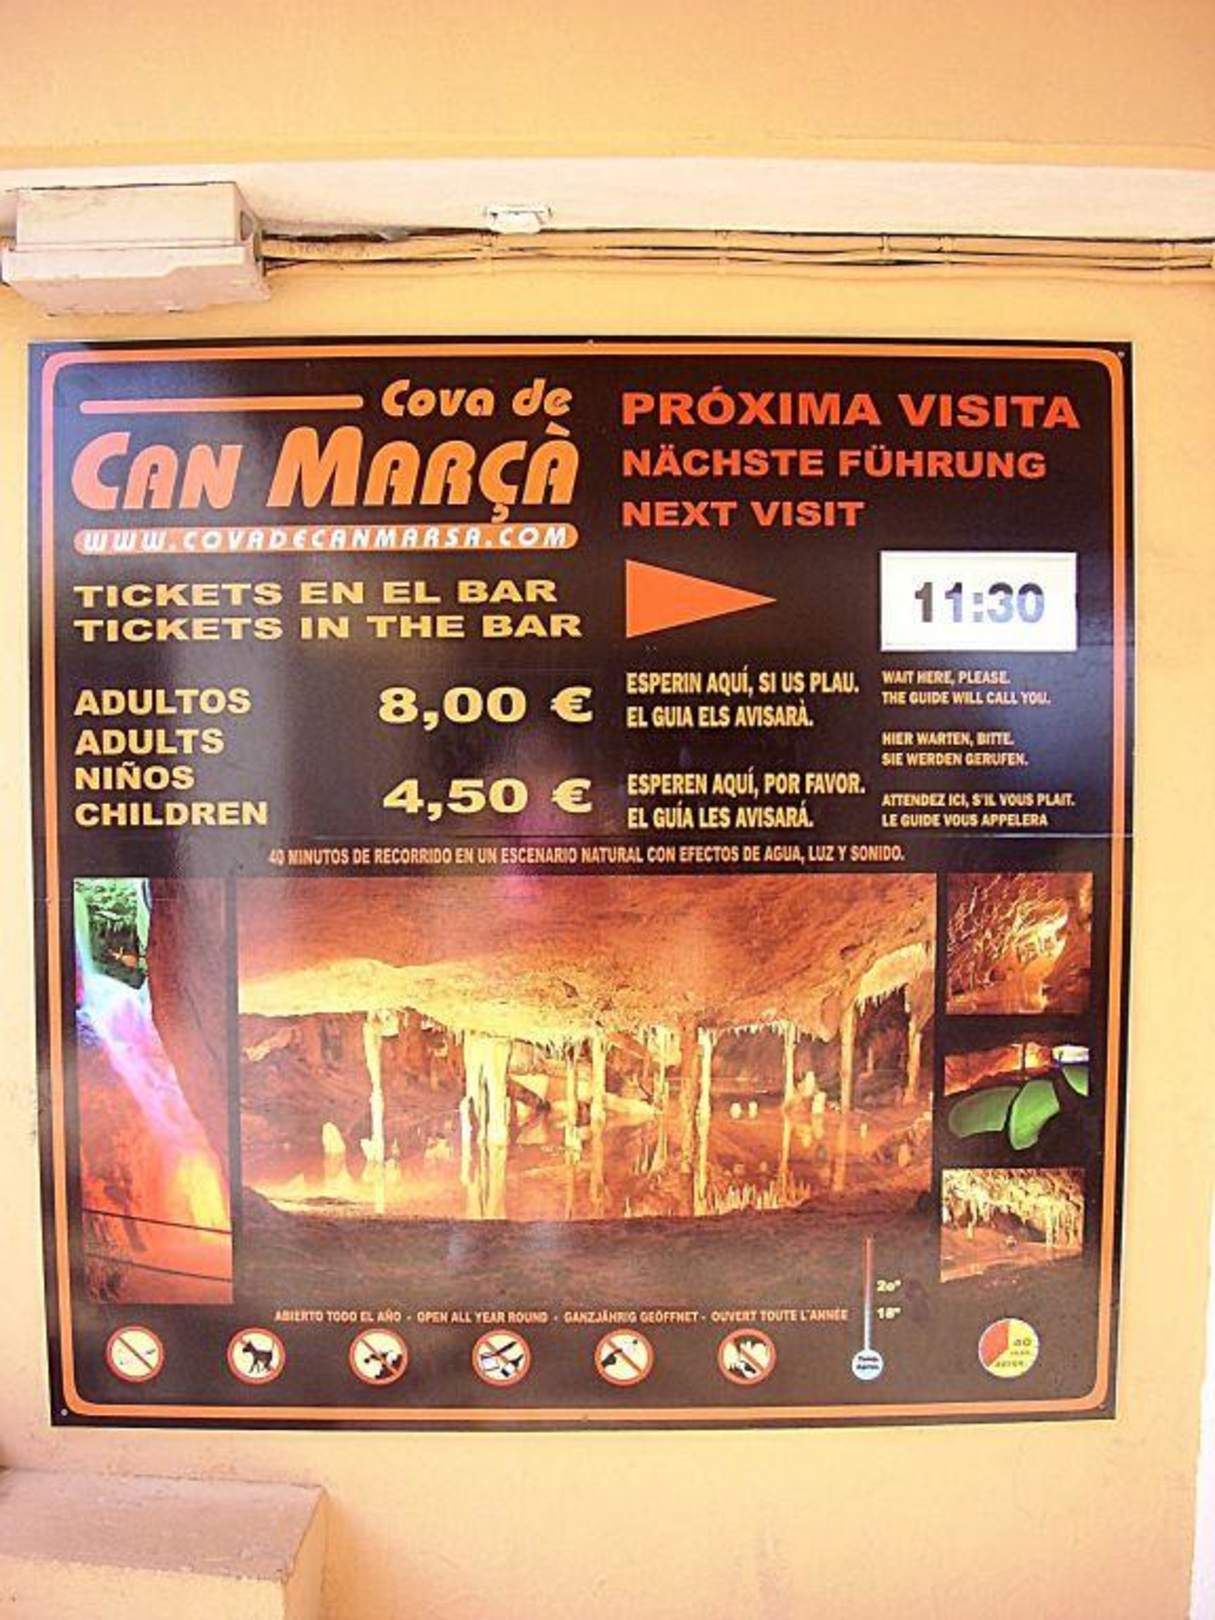 Cova de
CAN MARÇÀ
WWW.COVADECANMARSA.COM
TICKETS EN EL BAR
TICKETS IN THE BAR
ADULTOS
8,00 €
ADULTS
NIÑOS
4,50 €
CHILDREN
PRÓXIMA VISITA
NÄCHSTE FÜHRUNG
NEXT VISIT
11:30
ESPERIN AQUÍ, SI US PLAU.
EL GUIA ELS AVISARÀ.
ESPEREN AQUÍ, POR FAVOR.
EL GUÍA LES AVISARÁ.
WAIT HERE, PLEASE.
THE GUIDE WILL CALL YOU.
HIER WARTEN, BITTE.
SIE WERDEN GERUFEN.
ATTENDEZ ICI, S'IL VOUS PLAIT.
LE GUIDE VOUS APPELERA
40 MINUTOS DE RECORRIDO EN UN ESCENARIO NATURAL CON EFECTOS DE AGUA, LUZ Y SONIDO.
ABIERTO TODO EL AÑO - OPEN ALL YEAR ROUND - GANZJÄHRIG GEÖFFNET - OUVERT TOUTE L'ANNÉE
20º
18º
40